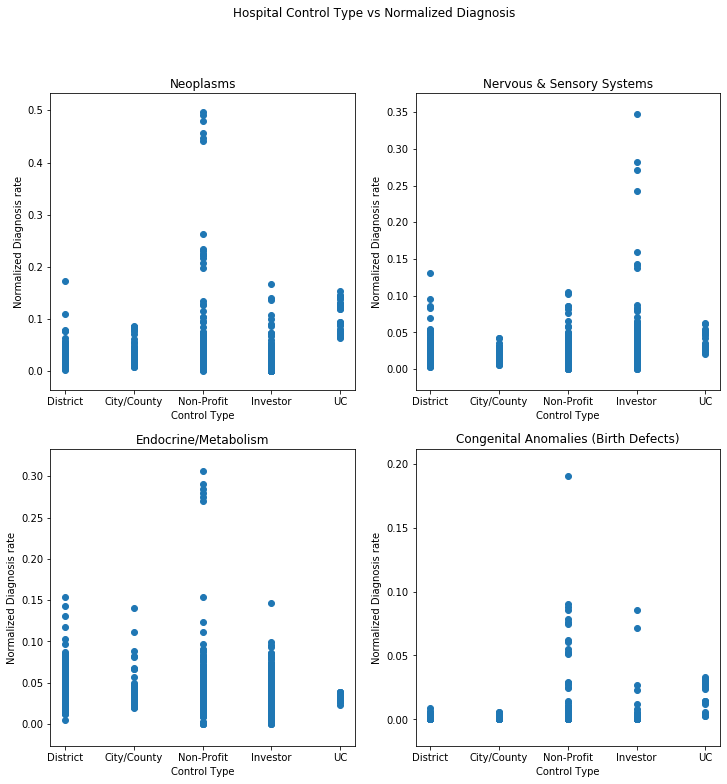 Hospital Control Type vs Normalized Diagnosis
Neoplasms
Normalized Diagnosis rate
0.5
0.4
0.3
0.2
0.1
0.0
District City/County Non-Profit Investor UC
Control Type
Nervous & Sensory Systems
Normalized Diagnosis rate
0.35
0.30
0.25
0.20
0.15
0.10
0.05
0.00
District City/County Non-Profit Investor UC
Control Type
Endocrine/Metabolism
Normalized Diagnosis rate
0.30
0.25
0.20
0.15
0.10
0.05
0.00
District City/County Non-Profit Investor UC
Control Type
Congenital Anomalies (Birth Defects)
Normalized Diagnosis rate
0.20
0.15
0.10
0.05
0.00
District City/County Non-Profit Investor UC
Control Type